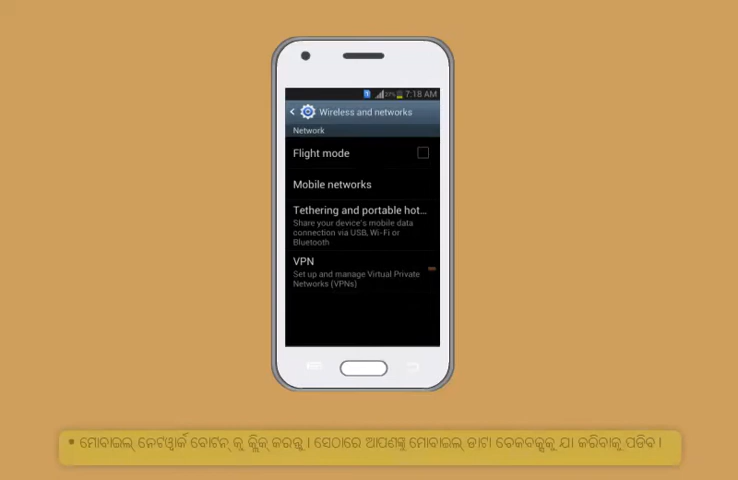 7:18 AM
Wireless and networks
Network
Flight mode
Mobile networks
Tethering and portable hot...
Share your device's mobile data
connection via USB, Wi-Fi or
Bluetooth
VPN
Set up and manage Virtual Private
Networks (VPNs)
• ମୋବାଇଲ୍ ନେଟୱାର୍କ ବୋଟନ୍ କୁ କ୍ଲିକ୍ କରନ୍ତୁ । ସେଠାରେ ଆପଣଙ୍କୁ ମୋବାଇଲ୍ ଡାଟା ଚେକବକ୍ସକୁ ଯା କରିବାକୁ ପଡିବ ।